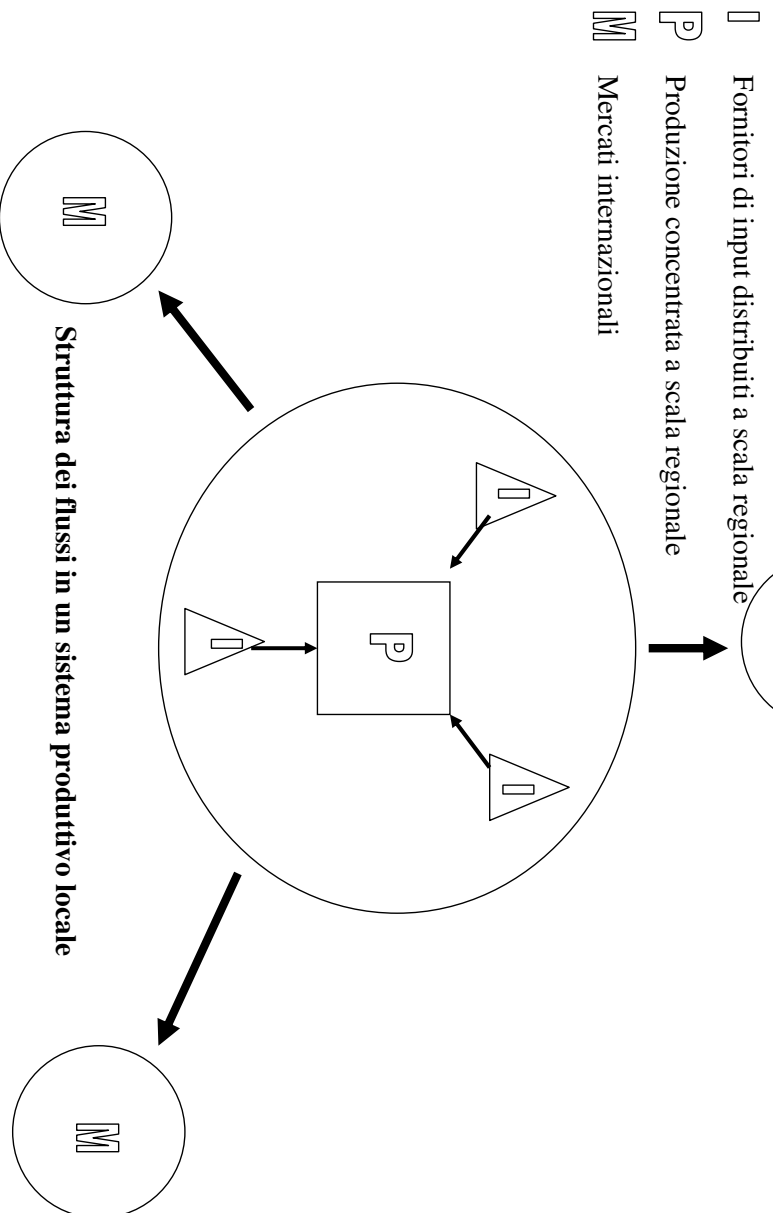 I Fornitori di input distribuiti a scala regionale
P Produzione concentrata a scala regionale
M Mercati internazionali
I
I
P
I
M
M
Struttura dei flussi in un sistema produttivo locale